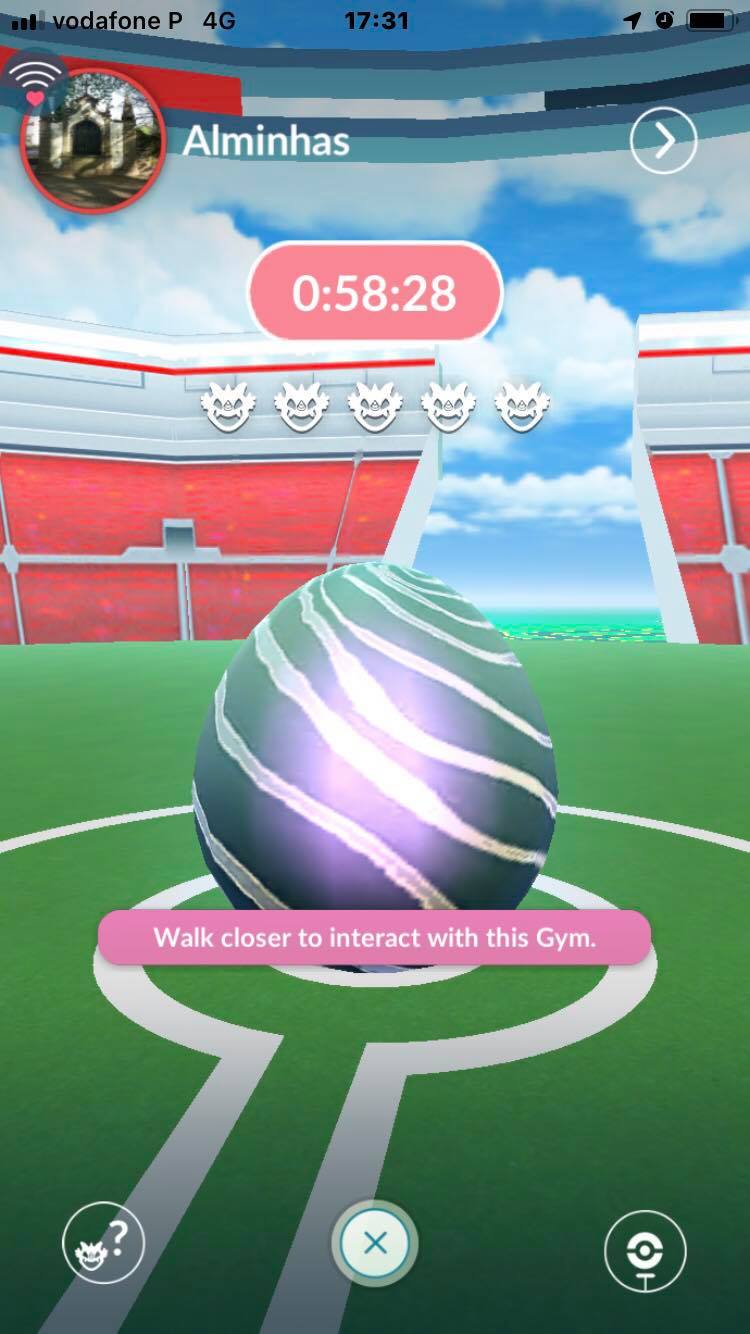 vodafone P 4G 17:31
Alminhas
0:58:28
Walk closer to interact with this Gym.
?